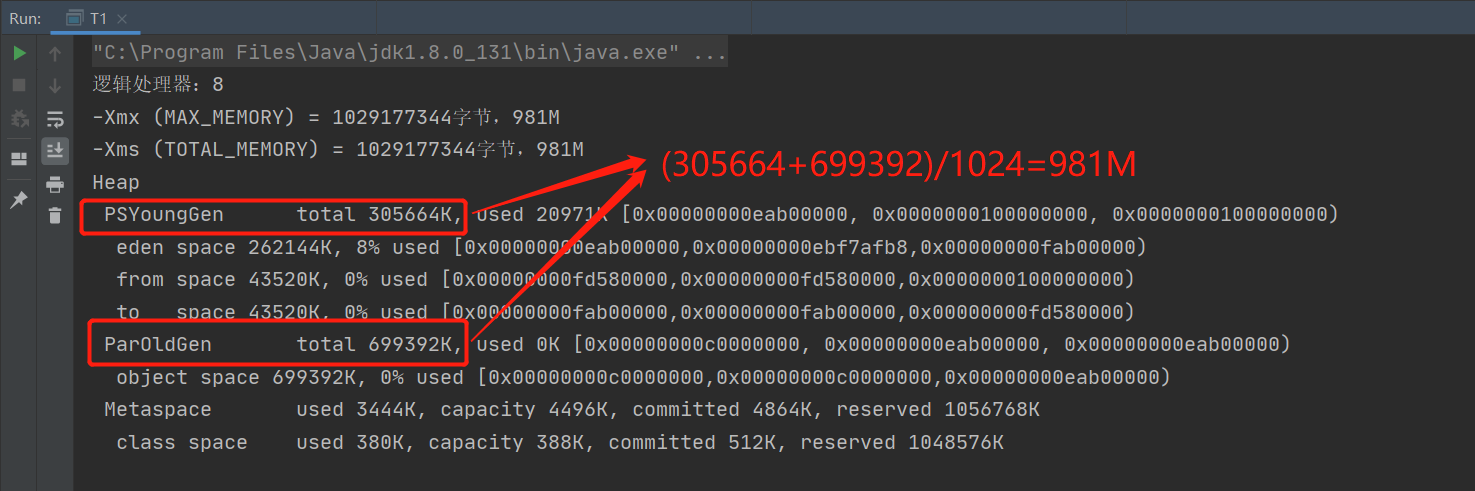 Run: T1 ×
"C:\Program Files\Java\jdk1.8.0_131\bin\java.exe" ...
逻辑处理器：8
-Xmx (MAX_MEMORY) = 1029177344字节，981M
-Xms (TOTAL_MEMORY) = 1029177344字节，981M
(305664+699392)/1024=981M
Heap
PSYoungGen total 305664K, used 20971K [0x00000000eab00000, 0x0000000100000000, 0x0000000100000000)
eden space 262144K, 8% used [0x00000000eab00000,0x00000000ebf7afb8,0x00000000fab00000)
from space 43520K, 0% used [0x00000000fd580000,0x00000000fd580000,0x0000000100000000)
to space 43520K, 0% used [0x00000000fab00000,0x00000000fab00000,0x00000000fd580000)
ParOldGen total 699392K, used 0K [0x00000000c0000000, 0x00000000eab00000, 0x00000000eab00000)
object space 699392K, 0% used [0x00000000c0000000,0x00000000c0000000,0x00000000eab00000)
Metaspace used 3444K, capacity 4496K, committed 4864K, reserved 1056768K
class space used 380K, capacity 388K, committed 512K, reserved 1048576K